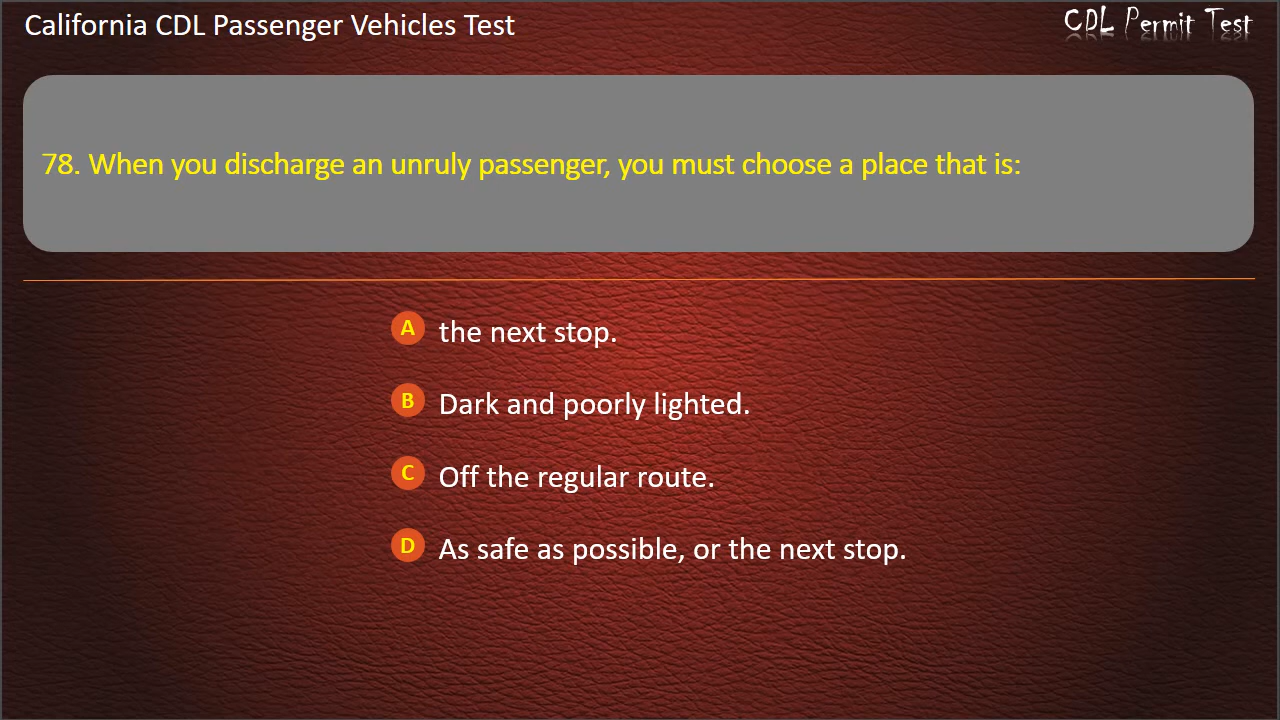 California CDL Passenger Vehicles Test
CDL Permit Test
78. When you discharge an unruly passenger, you must choose a place that is:
A the next stop.
B Dark and poorly lighted.
C Off the regular route.
D As safe as possible, or the next stop.